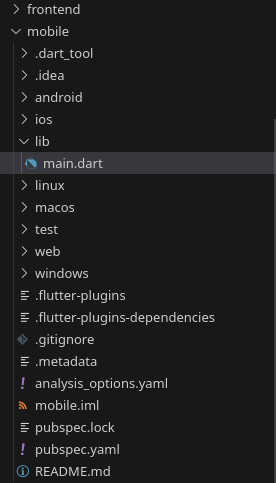 frontend
mobile
.dart_tool
.idea
android
ios
lib
main.dart
linux
macos
test
web
windows
.flutter-plugins
.flutter-plugins-dependencies
.gitignore
.metadata
analysis_options.yaml
mobile.iml
pubspec.lock
pubspec.yaml
README.md